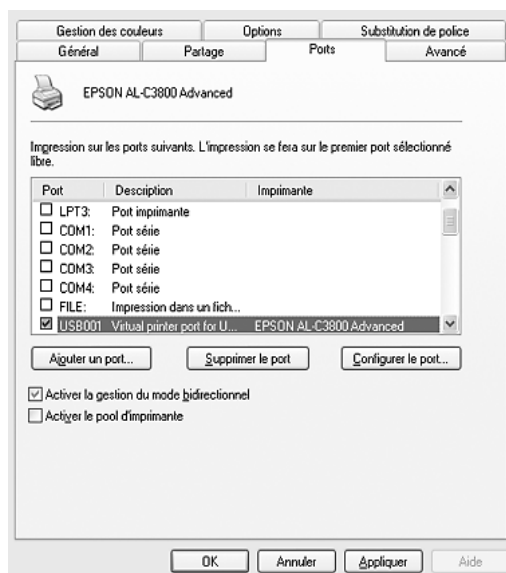 Gestion des couleurs Options Substitution de police
Général Partage Ports Avancé
EPSON AL-C3800 Advanced
Impression sur les ports suivants. L'impression se fera sur le premier port sélectionné
libre.
Port Description Imprimante
LPT3: Port imprimante
COM1: Port série
COM2: Port série
COM3: Port série
COM4: Port série
FILE: Impression dans un fich...
USB001 Virtual printer port for U... EPSON AL-C3800 Advanced
Ajouter un port... Supprimer le port Configurer le port...
Activer la gestion du mode bidirectionnel
Activer le pool d'imprimante
OK Annuler Appliquer Aide